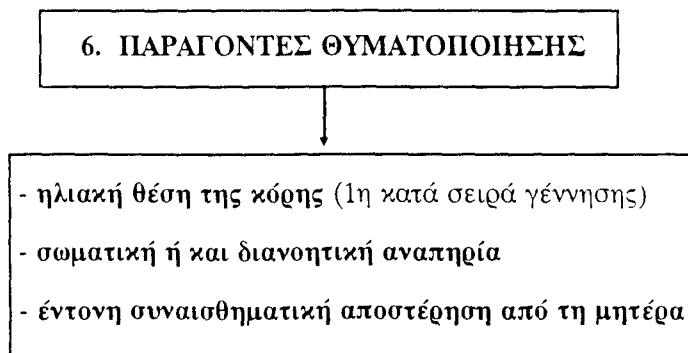 6. ΠΑΡΑΓΟΝΤΕΣ ΘΥΜΑΤΟΠΟΙΗΣΗΣ
- ηλιακή θέση της κόρης (1η κατά σειρά γέννησης)
- σωματική ή και διανοητική αναπηρία
- έντονη συναισθηματική αποστέρηση από τη μητέρα